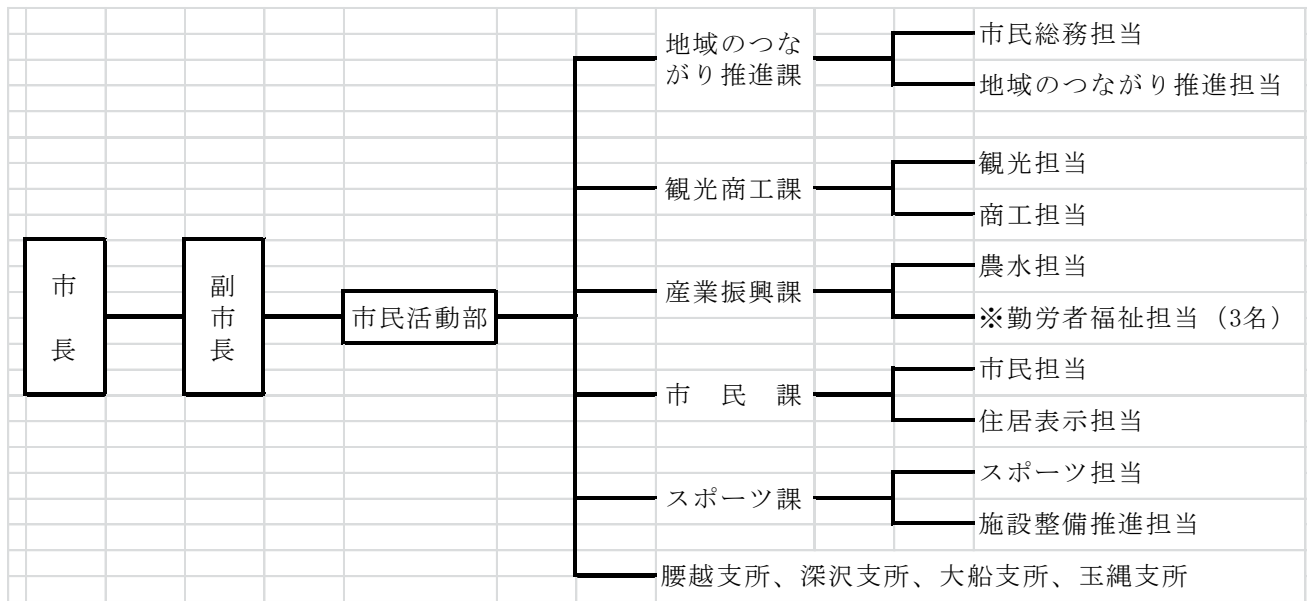 市長
副市長
市民活動部
地域のつな
がり推進課
市民総務担当
地域のつながり推進担当
観光商工課
観光担当
商工担当
産業振興課
農水担当
※勤労者福祉担当（3名）
市　民　課
市民担当
住居表示担当
スポーツ課
スポーツ担当
施設整備推進担当
腰越支所、深沢支所、大船支所、玉縄支所